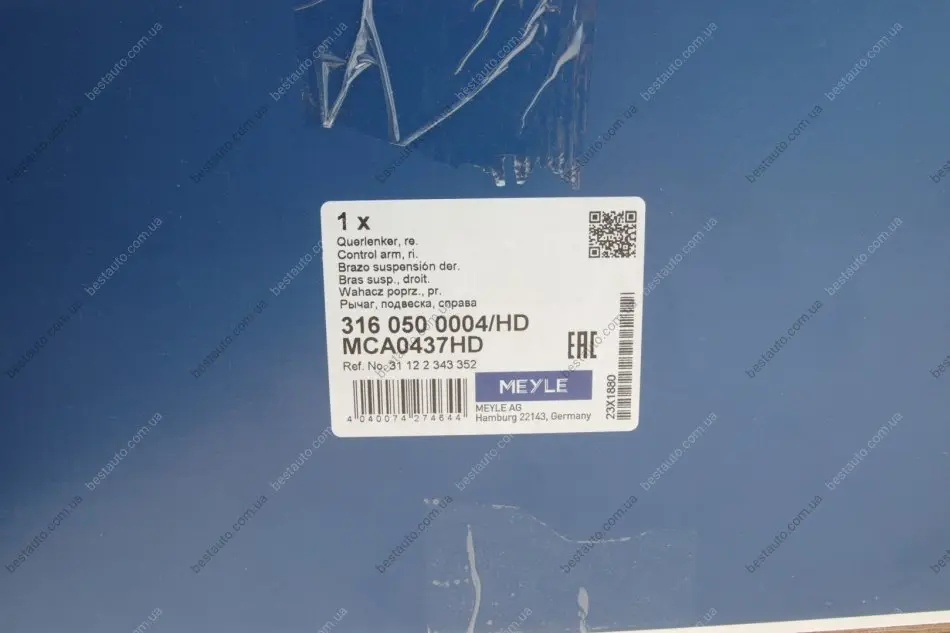 1 x
Querlenker, re.
Control arm, ri.
Brazo suspensión der.
Bras susp., droit.
Wahacz poprz., pr.
Рычаг, подвеска, справа
316 050 0004/HD
MCA0437HD
EAC
Ref. No. 31 12 2 343 352
MEYLE
MEYLE AG
Hamburg 22143, Germany
4 040074 274644
23X1880
bestauto.com.ua